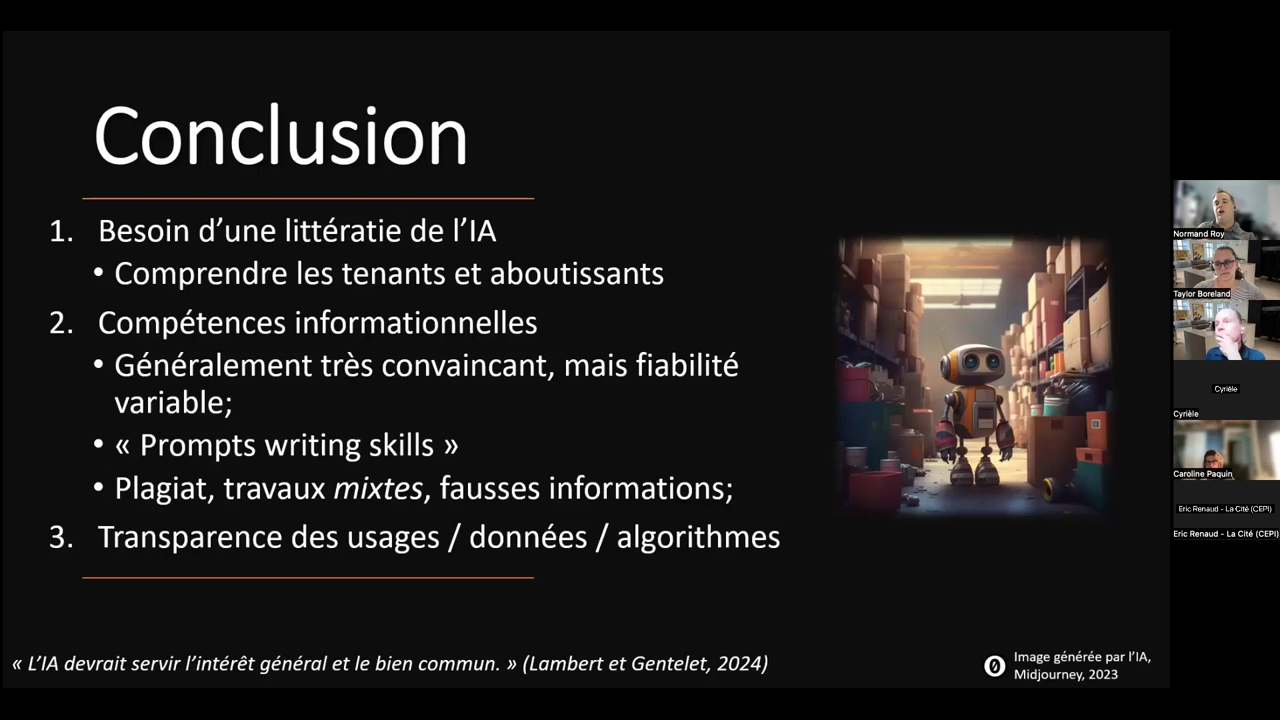 Conclusion
1. Besoin d’une littératie de l’IA
• Comprendre les tenants et aboutissants
2. Compétences informationnelles
• Généralement très convaincant, mais fiabilité
variable;
• « Prompts writing skills »
• Plagiat, travaux mixtes, fausses informations;
3. Transparence des usages / données / algorithmes
« L’IA devrait servir l’intérêt général et le bien commun. » (Lambert et Gentelet, 2024)
Image générée par l’IA,
Midjourney, 2023
Normand Roy
Taylor Boreland
Cyrièle
Cyrièle
Caroline Paquin
Eric Renaud - La Cité (CEPI)
Eric Renaud - La Cité (CEPI)